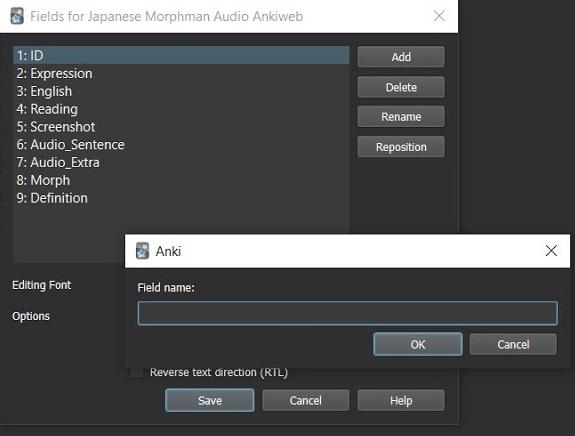 Fields for Japanese Morphman Audio Ankiweb
1: ID
2: Expression
3: English
4: Reading
5: Screenshot
6: Audio_Sentence
7: Audio_Extra
8: Morph
9: Definition
Add
Delete
Rename
Reposition
Editing Font
Options
Anki
Field name:
OK
Cancel
Reverse text direction (RTL)
Save
Cancel
Help